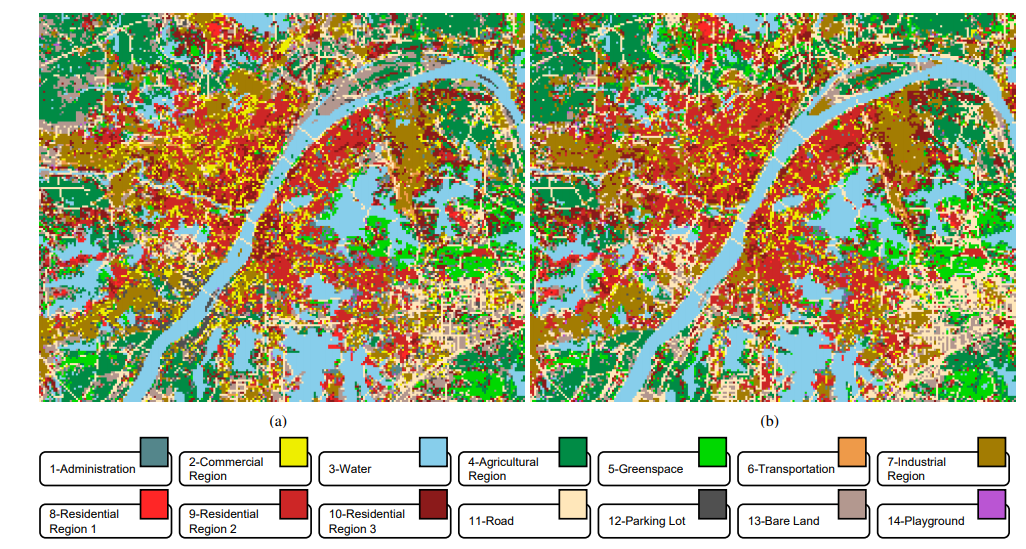 (a)
(b)
1-Administration
2-Commercial
Region
3-Water
4-Agricultural
Region
5-Greenspace
6-Transportation
7-Industrial
Region
8-Residential
Region 1
9-Residential
Region 2
10-Residential
Region 3
11-Road
12-Parking Lot
13-Bare Land
14-Playground